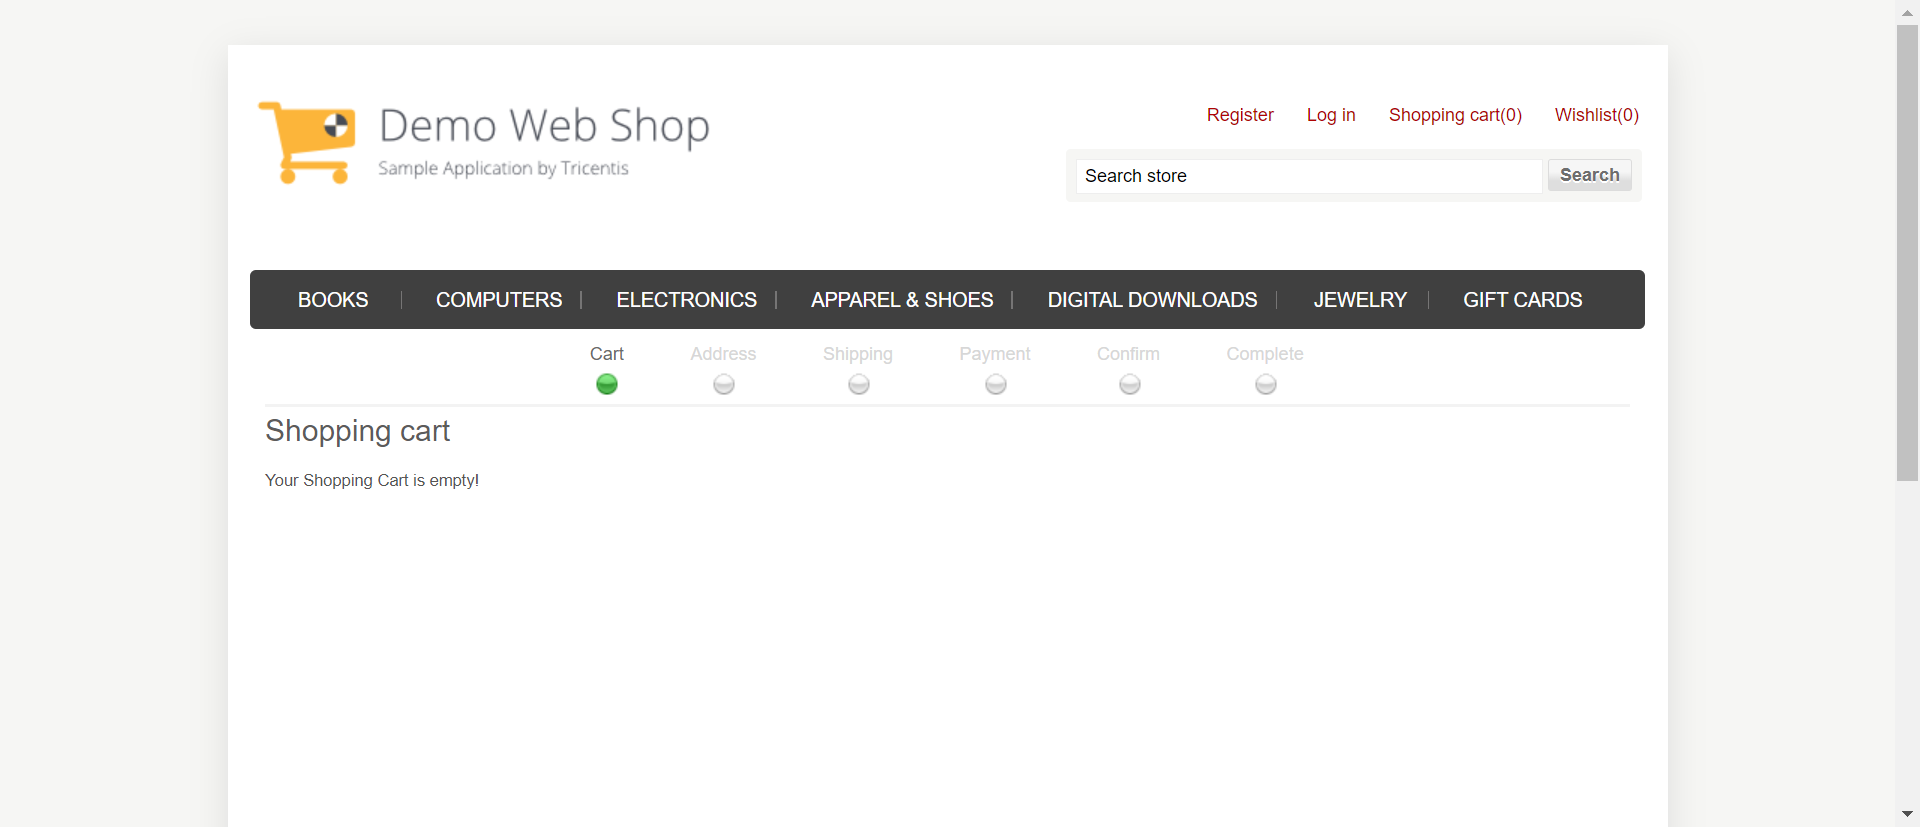 Demo Web Shop
Sample Application by Tricentis
Register Log in Shopping cart(0) Wishlist(0)
Search store Search
BOOKS COMPUTERS ELECTRONICS APPAREL & SHOES DIGITAL DOWNLOADS JEWELRY GIFT CARDS
Cart Address Shipping Payment Confirm Complete
Shopping cart
Your Shopping Cart is empty!